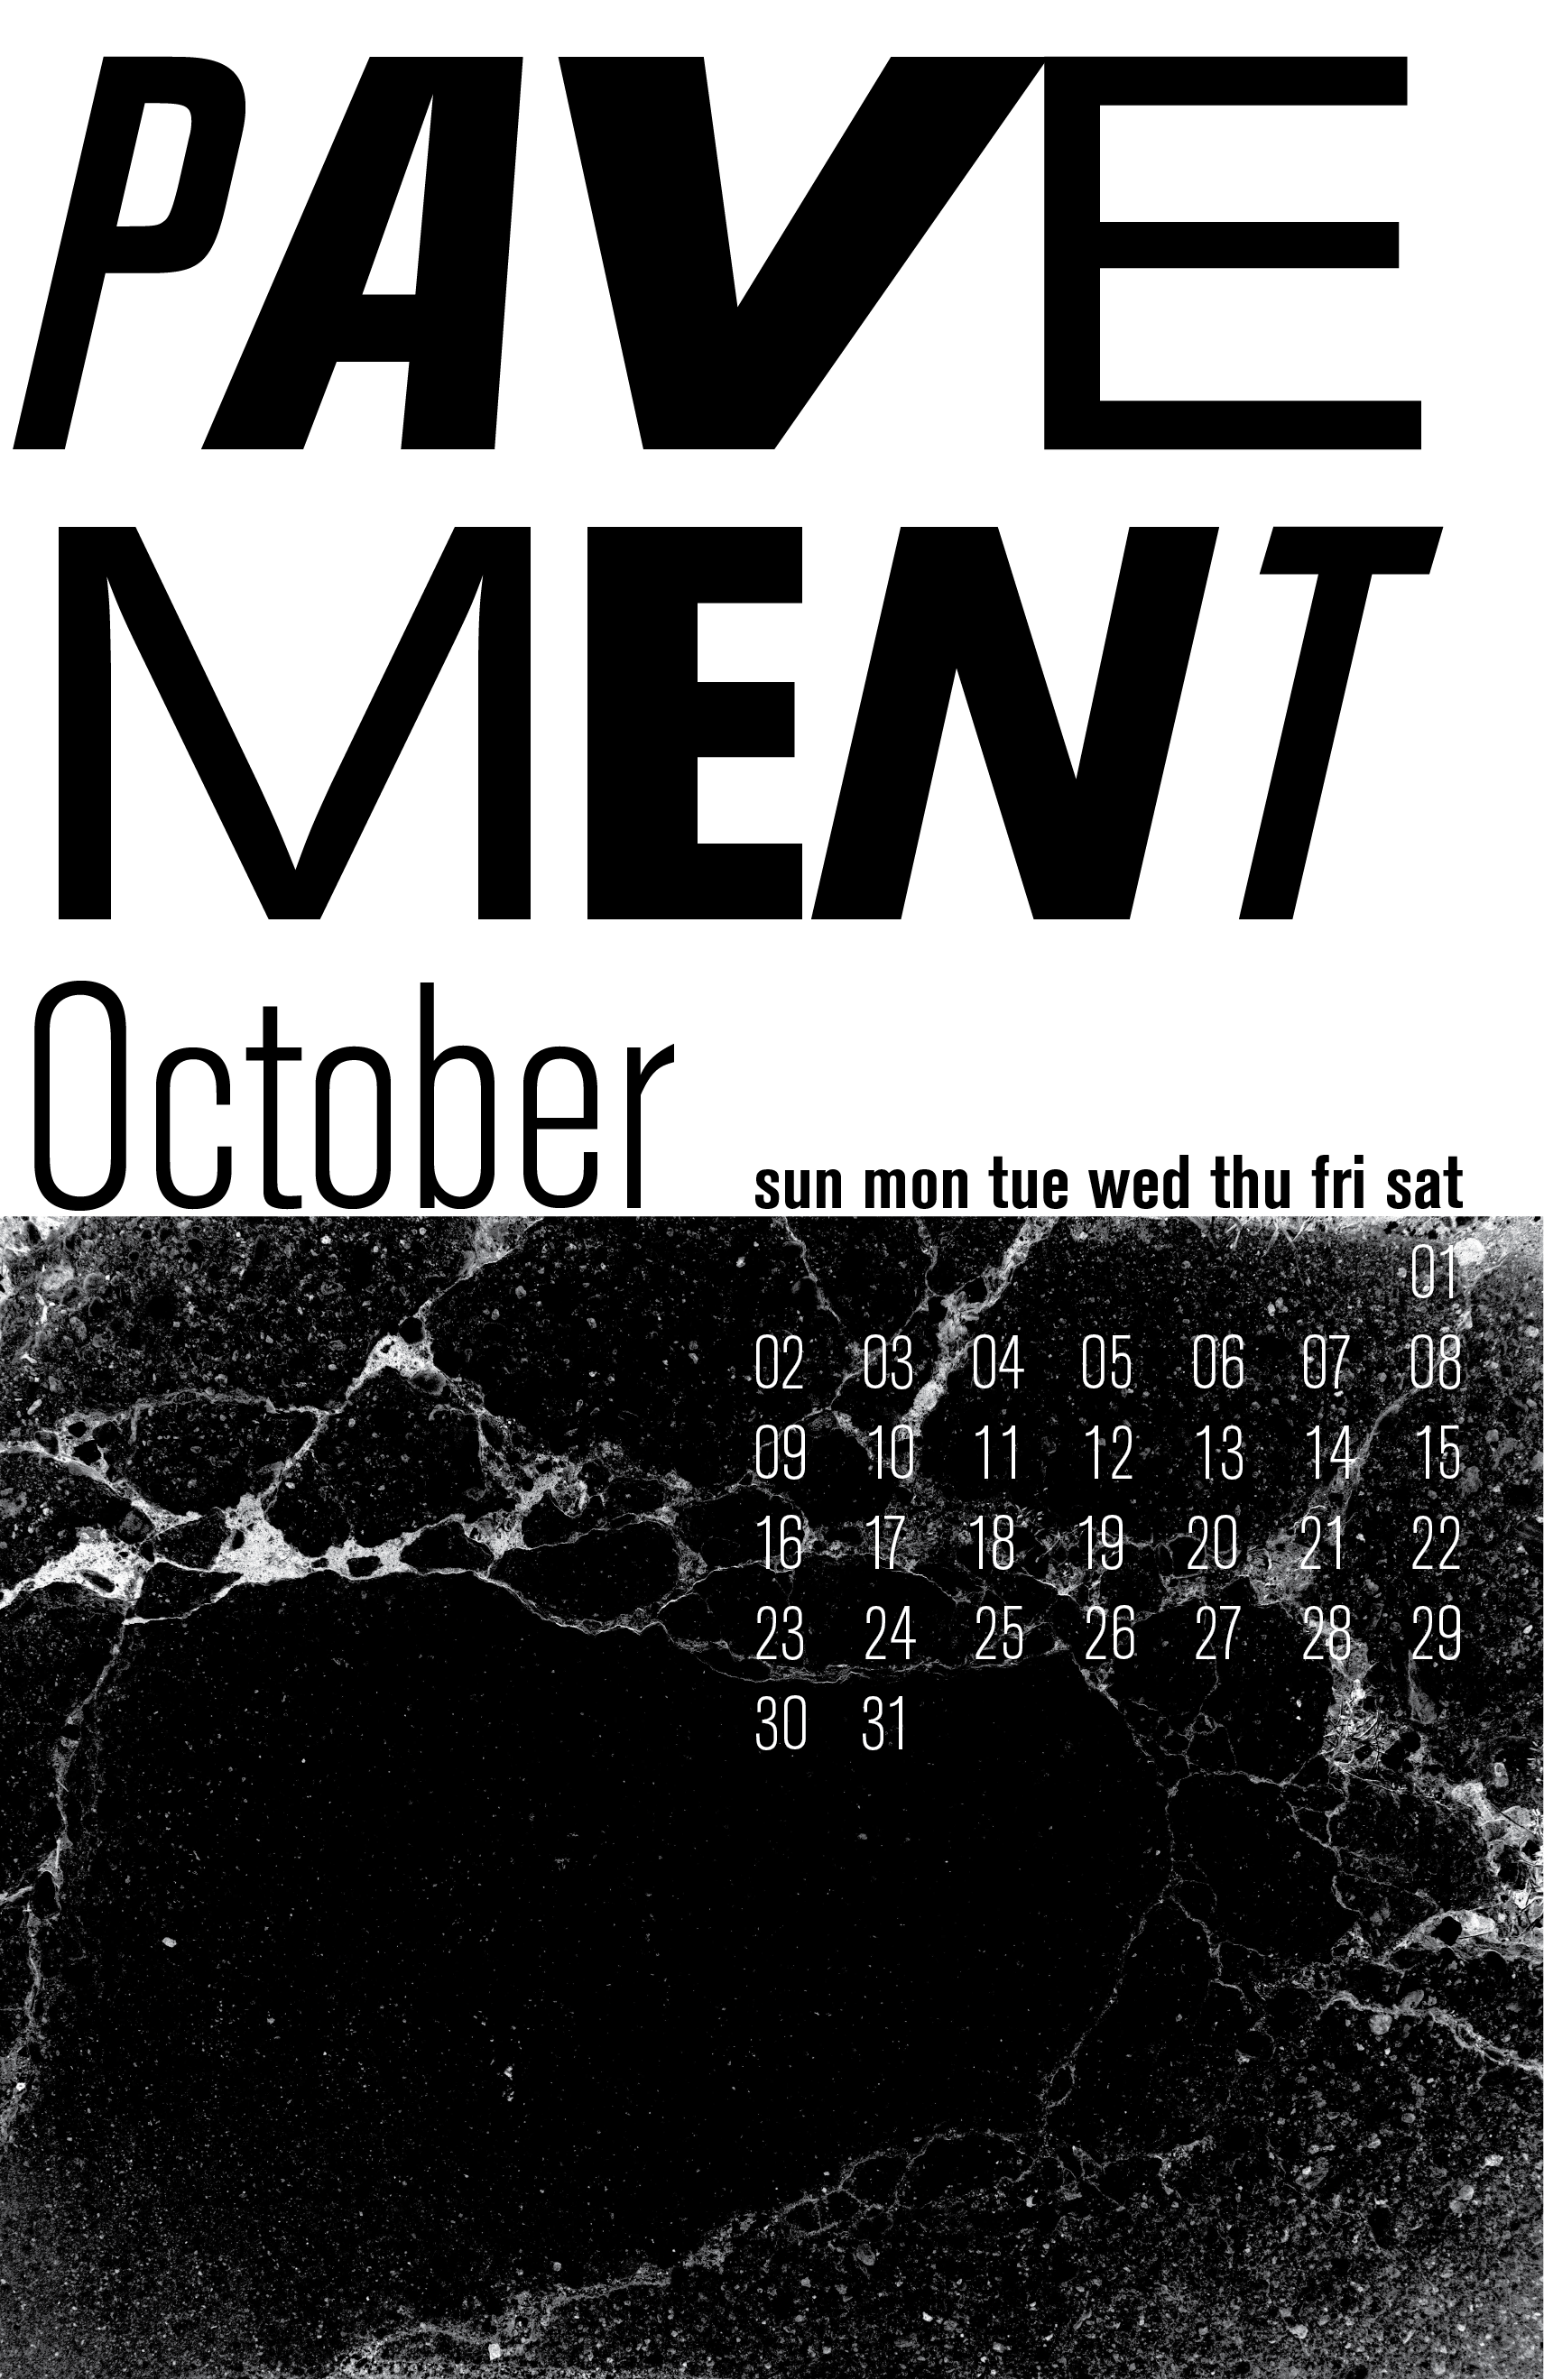 PAVE
MENT
October
sun mon tue wed thu fri sat
01
02 03 04 05 06 07 08
09 10 11 12 13 14 15
16 17 18 19 20 21 22
23 24 25 26 27 28 29
30 31